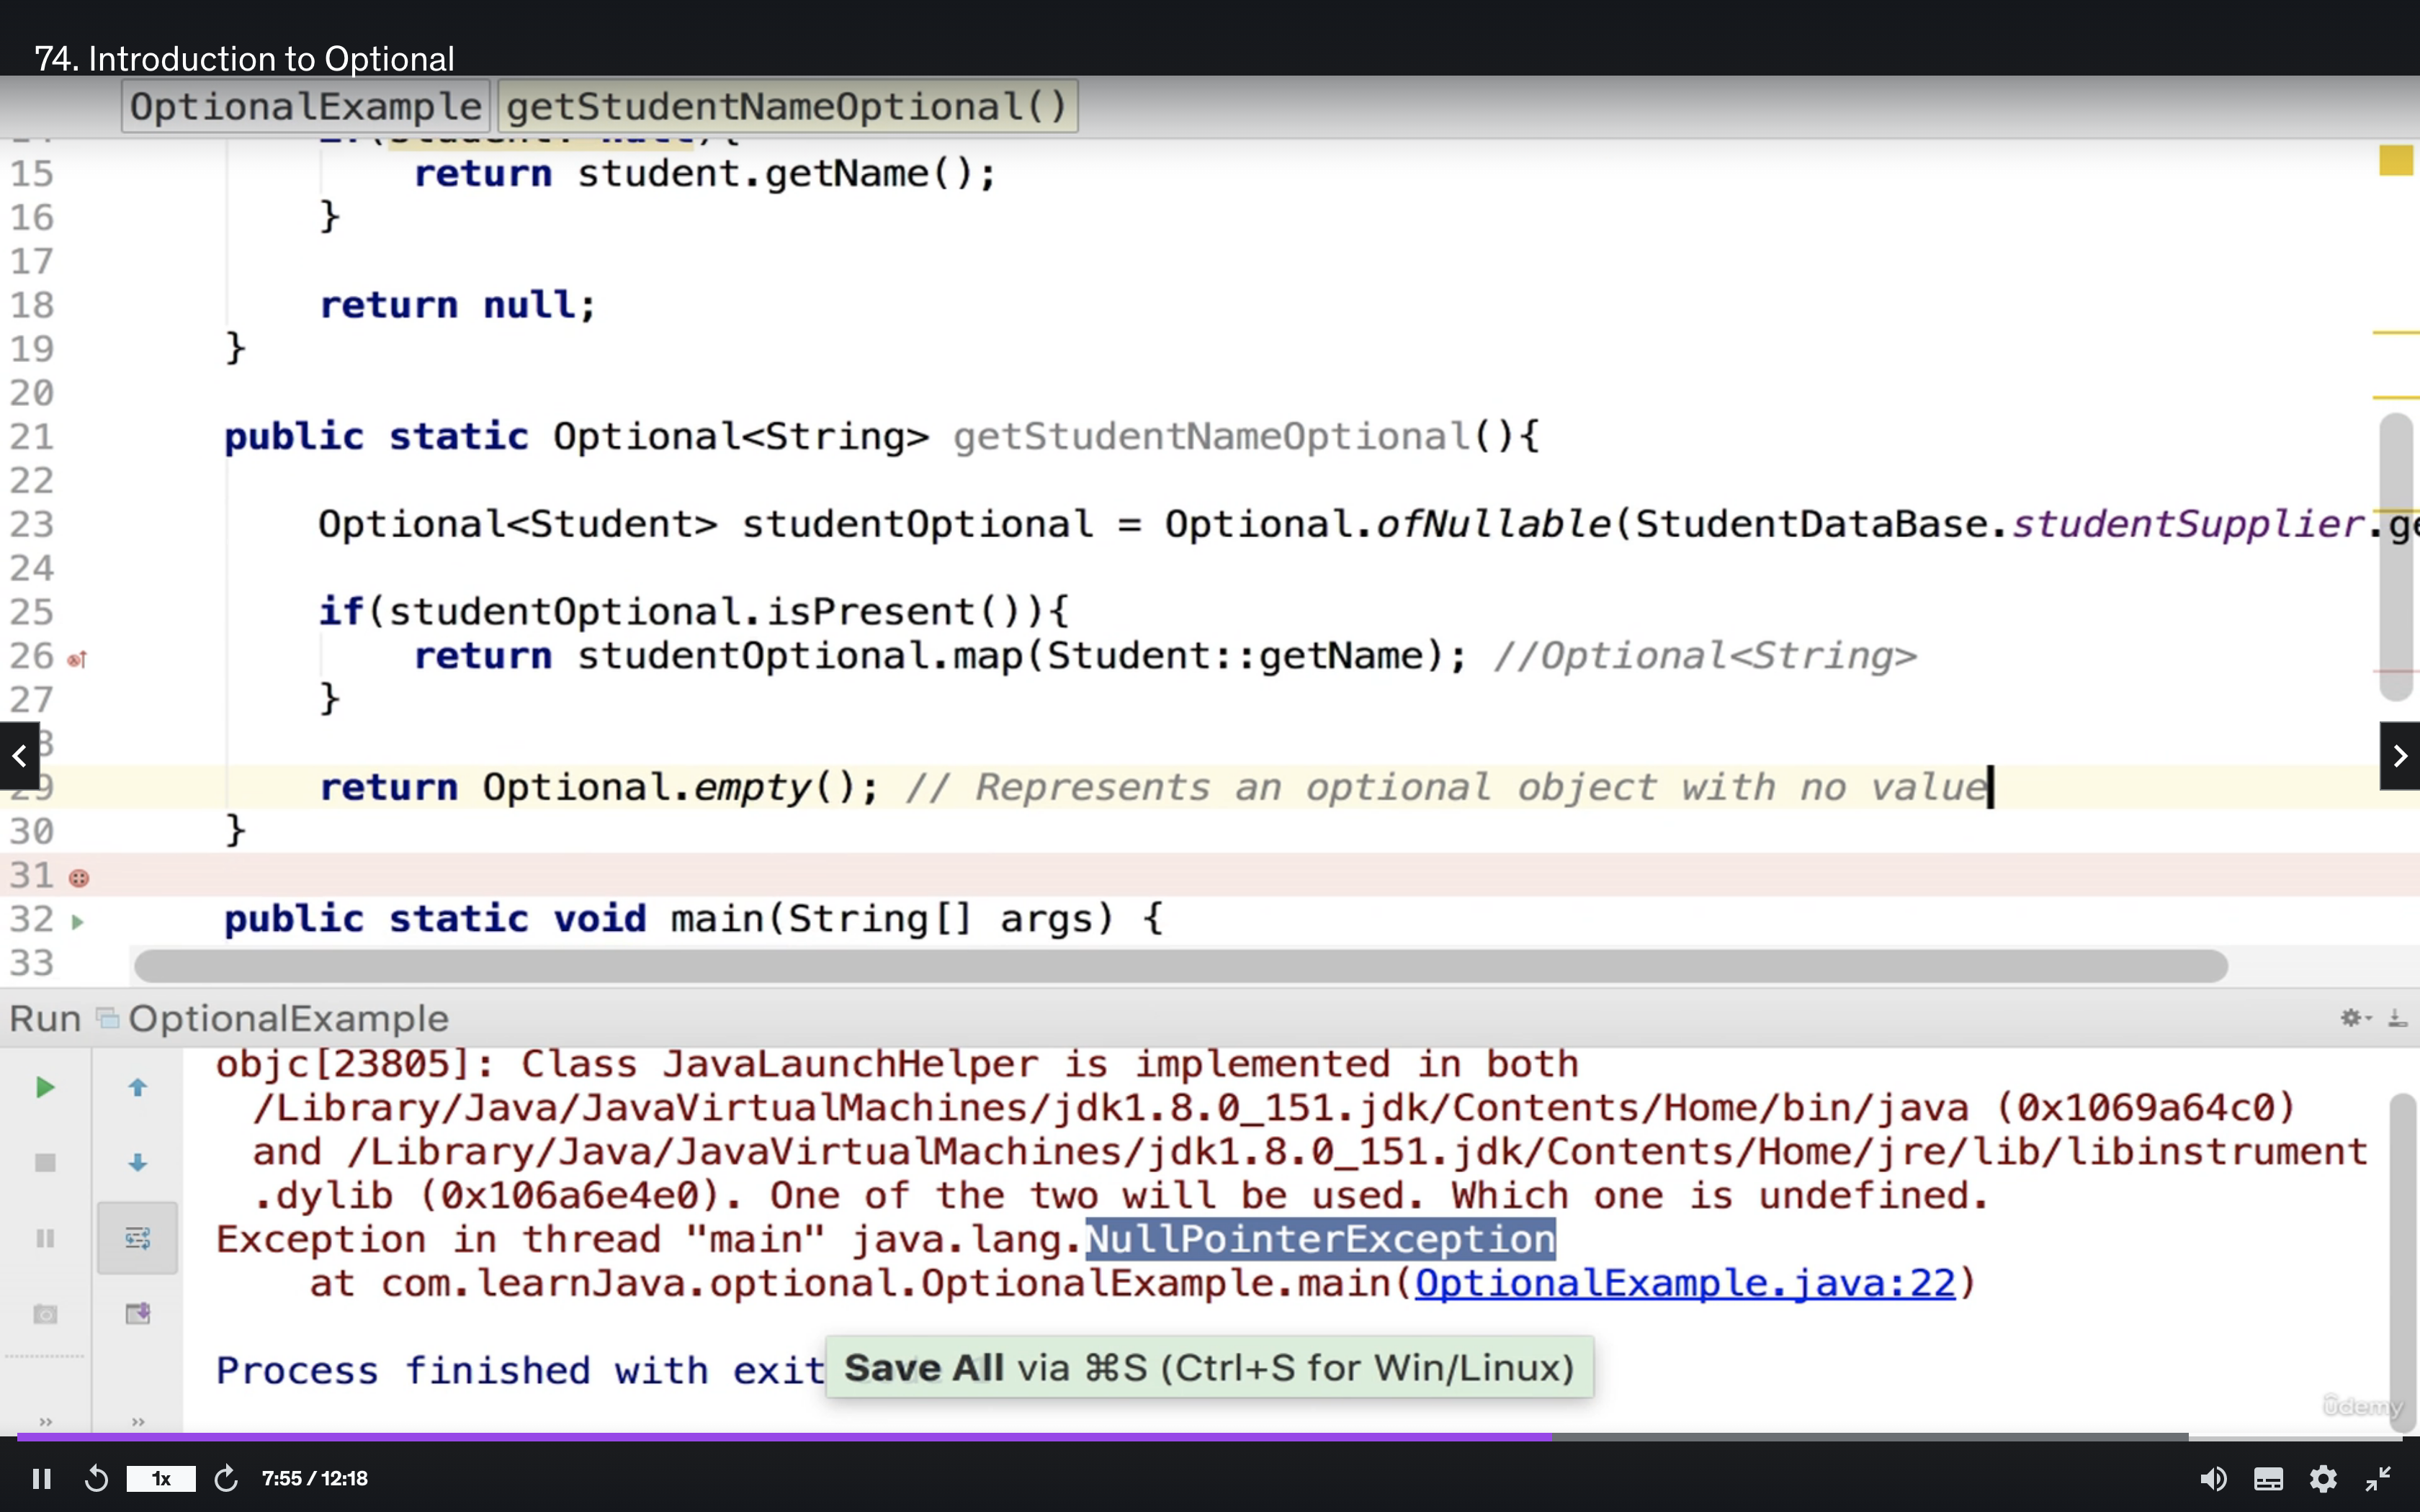 74. Introduction to Optional
OptionalExample getStudentNameOptional()
15 return student.getName();
16 }
17
18 return null;
19 }
20
21 public static Optional<String> getStudentNameOptional(){
22
23 Optional<Student> studentOptional = Optional.ofNullable(StudentDataBase.studentSupplier.ge
24
25 if(studentOptional.isPresent()){
26 return studentOptional.map(Student::getName); //Optional<String>
27 }
29 return Optional.empty(); // Represents an optional object with no value
30 }
31
32 public static void main(String[] args) {
33
Run OptionalExample
objc[23805]: Class JavaLaunchHelper is implemented in both
/Library/Java/JavaVirtualMachines/jdk1.8.0_151.jdk/Contents/Home/bin/java (0x1069a64c0)
and /Library/Java/JavaVirtualMachines/jdk1.8.0_151.jdk/Contents/Home/jre/lib/libinstrument
.dylib (0x106a6e4e0). One of the two will be used. Which one is undefined.
Exception in thread "main" java.lang.NullPointerException
at com.learnJava.optional.OptionalExample.main(OptionalExample.java:22)
Process finished with exit
Save All via ⌘S (Ctrl+S for Win/Linux)
ûdemy
1x 7:55 / 12:18